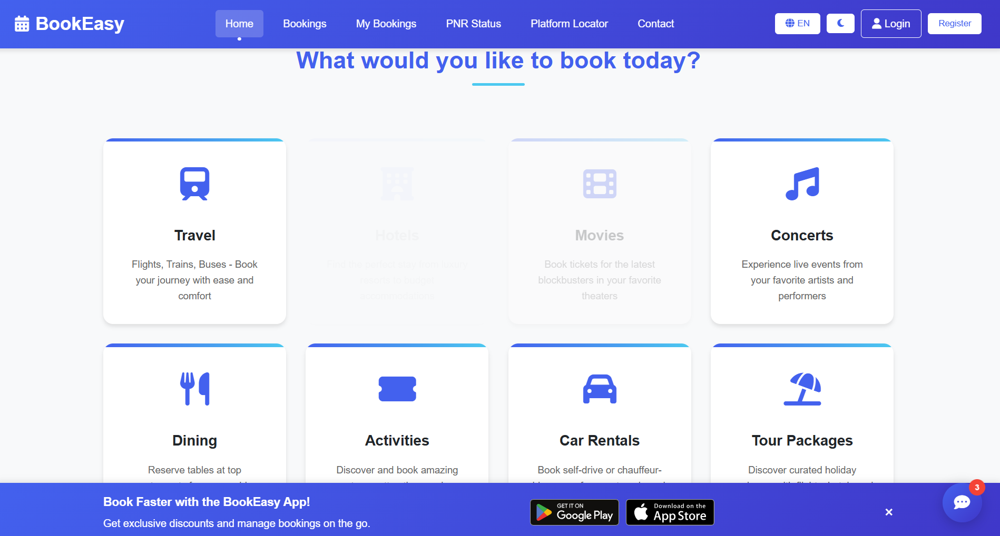 BookEasy
Home
Bookings
My Bookings
PNR Status
Platform Locator
Contact
EN
Login
Register
What would you like to book today?
Travel
Flights, Trains, Buses - Book
your journey with ease and
comfort
Hotels
Find the perfect stay from luxury
resorts to budget
accommodations
Movies
Book tickets for the latest
blockbusters in your favorite
theaters
Concerts
Experience live events from
your favorite artists and
performers
Dining
Reserve tables at top
Activities
Discover and book amazing
Car Rentals
Book self-drive or chauffeur-
Tour Packages
Discover curated holiday
Book Faster with the BookEasy App!
Get exclusive discounts and manage bookings on the go.
GET IT ON
Google Play
Download on the
App Store
3